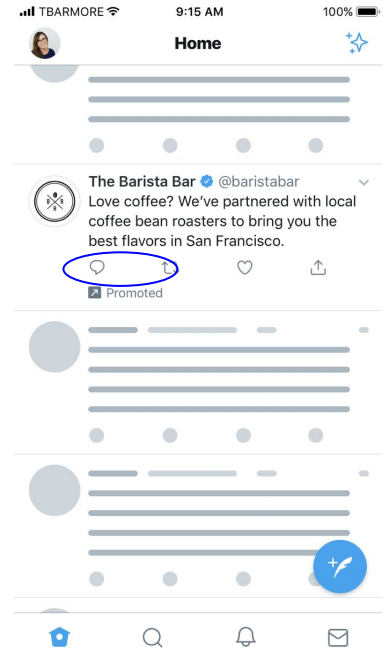 TBARMORE 9:15 AM 100%
Home
The Barista Bar @baristabar
Love coffee? We've partnered with local
coffee bean roasters to bring you the
best flavors in San Francisco.
Promoted